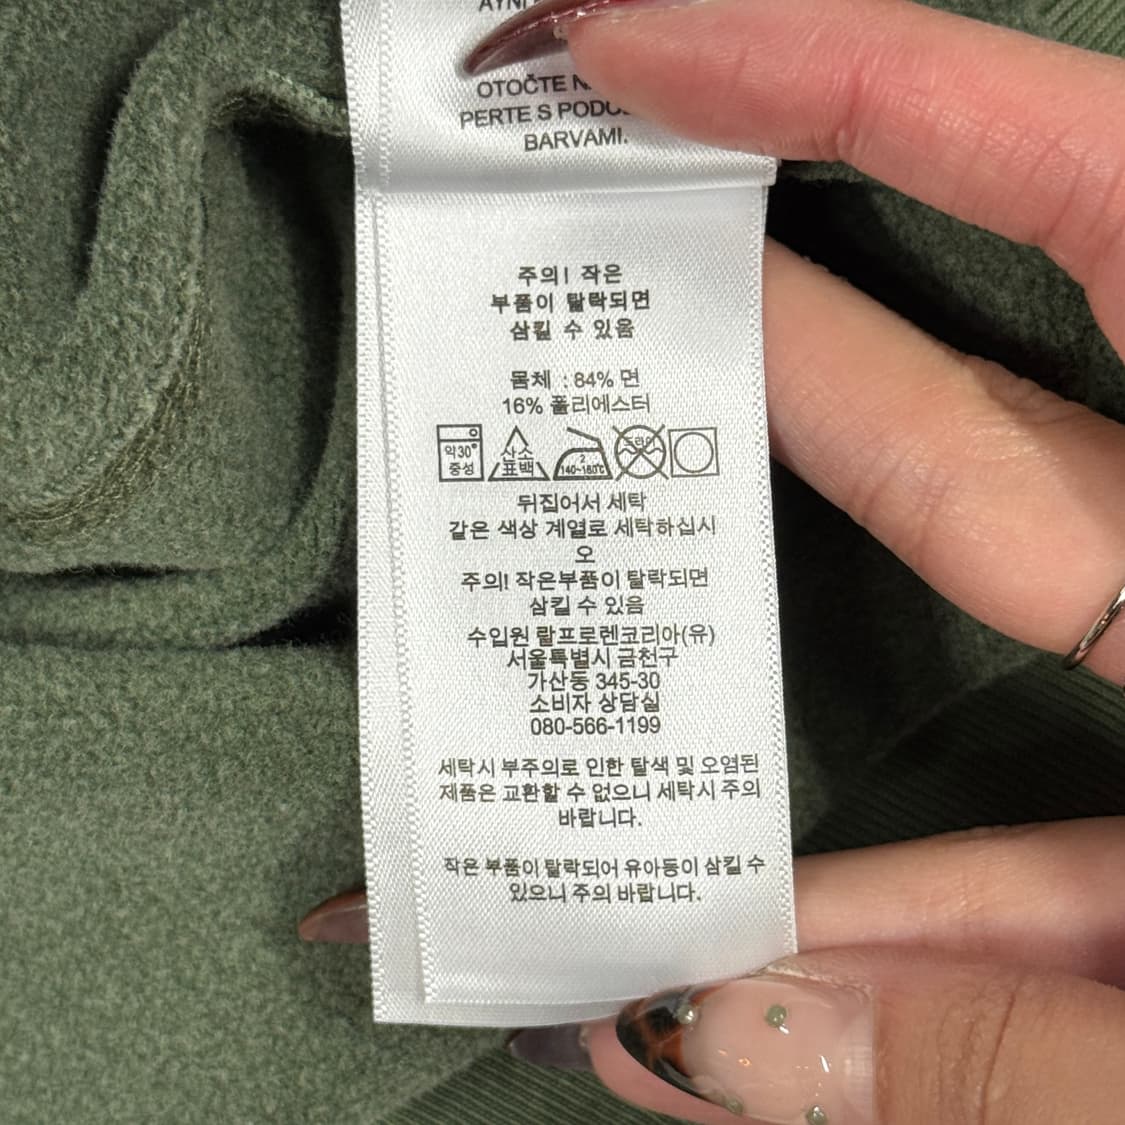 OTOČTE
PERTE S
BARVAMI.
주의! 작은
부품이 탈락되면
삼킬 수 있음
몸체 : 84% 면
16% 폴리에스터
약30° 중성
산소 표백
2 140~160℃
드라이
뒤집어서 세탁
같은 색상 계열로 세탁하십시
오
주의! 작은부품이 탈락되면
삼킬 수 있음
수입원 랄프로렌코리아(유)
서울특별시 금천구
가산동 345-30
소비자 상담실
080-566-1199
세탁시 부주의로 인한 탈색 및 오염된
제품은 교환할 수 없으니 세탁시 주의
바랍니다.
작은 부품이 탈락되어 유아등이 삼킬 수
있으니 주의 바랍니다.